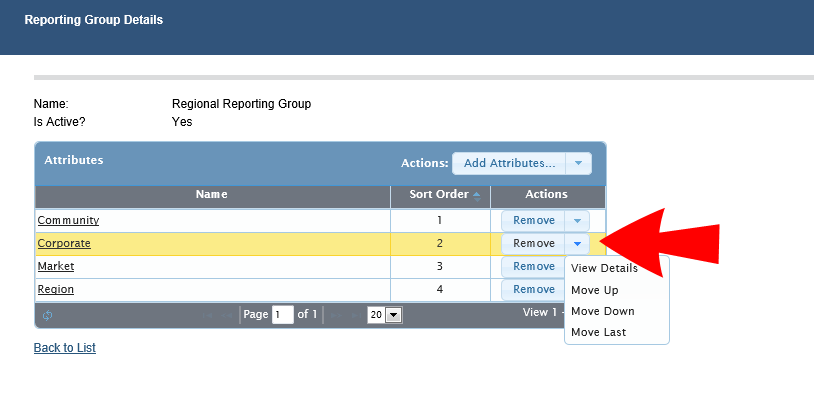 Reporting Group Details
Name: Regional Reporting Group
Is Active? Yes
Attributes Actions: Add Attributes...
Name Sort Order Actions
Community 1 Remove
Corporate 2 Remove
Market 3 Remove
View Details
Region 4 Remove
Move Up
Page 1 of 1 20 View 1 -
Move Down
Move Last
Back to List